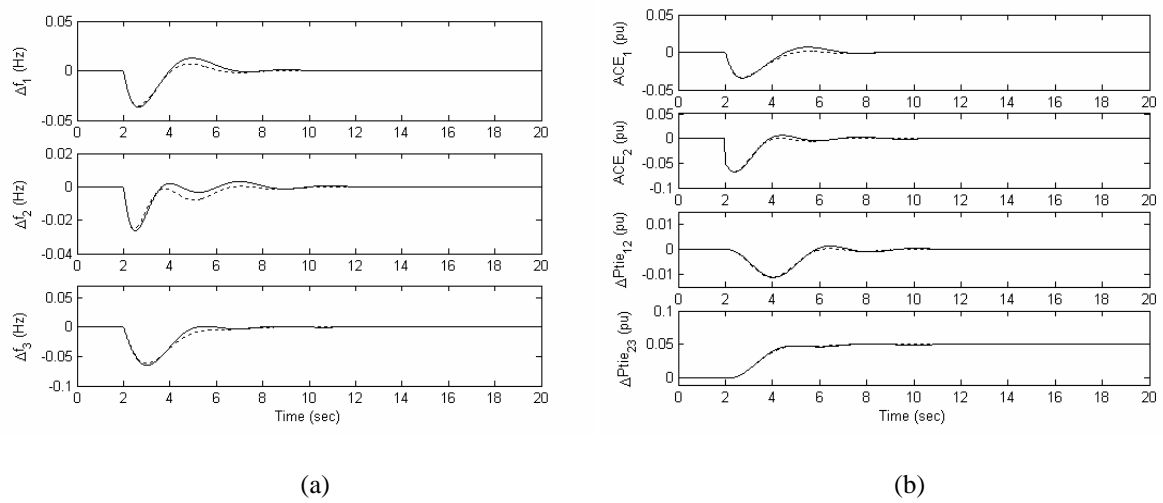 0.05
0
-0.05
Δf1 (Hz)
0 2 4 6 8 10 12 14 16 18 20
0.02
0
-0.02
-0.04
Δf2 (Hz)
0 2 4 6 8 10 12 14 16 18 20
0.05
0
-0.05
-0.1
Δf3 (Hz)
0 2 4 6 8 10 12 14 16 18 20
Time (sec)
(a)
0.05
0
-0.05
ACE1 (pu)
0 2 4 6 8 10 12 14 16 18 20
0.05
0
-0.05
-0.1
ACE2 (pu)
0 2 4 6 8 10 12 14 16 18 20
0.01
0
-0.01
ΔPtie12 (pu)
0 2 4 6 8 10 12 14 16 18 20
0.1
0.05
0
ΔPtie23 (pu)
0 2 4 6 8 10 12 14 16 18 20
Time (sec)
(b)